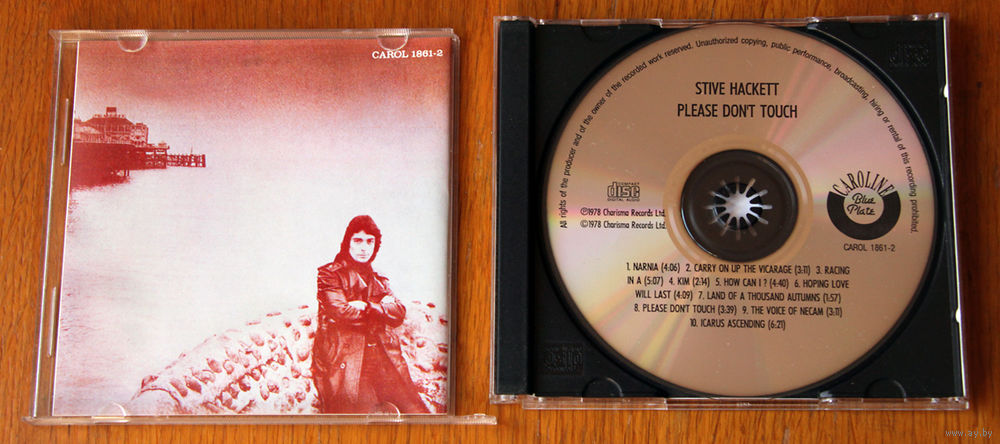 CAROL 1861-2
All rights of the producer and of the owner of the recorded work reserved. Unauthorized copying, public performance, broadcasting, hiring or rental of this recording prohibited.
STIVE HACKETT
PLEASE DON'T TOUCH
COMPACT
disc
DIGITAL AUDIO
℗1978 Charisma Records Ltd.
©1978 Charisma Records Ltd.
CAROLINE
Blue
Plate
CAROL 1861-2
1. NARNIA (4:06) 2. CARRY ON UP THE VICARAGE (3:11) 3. RACING
IN A (5:07) 4. KIM (2:14) 5. HOW CAN I ? (4:40) 6. HOPING LOVE
WILL LAST (4:09) 7. LAND OF A THOUSAND AUTUMNS (1:57)
8. PLEASE DON'T TOUCH (3:39) 9. THE VOICE OF NECAM (3:11)
10. ICARUS ASCENDING (6:21)
www.ay.by